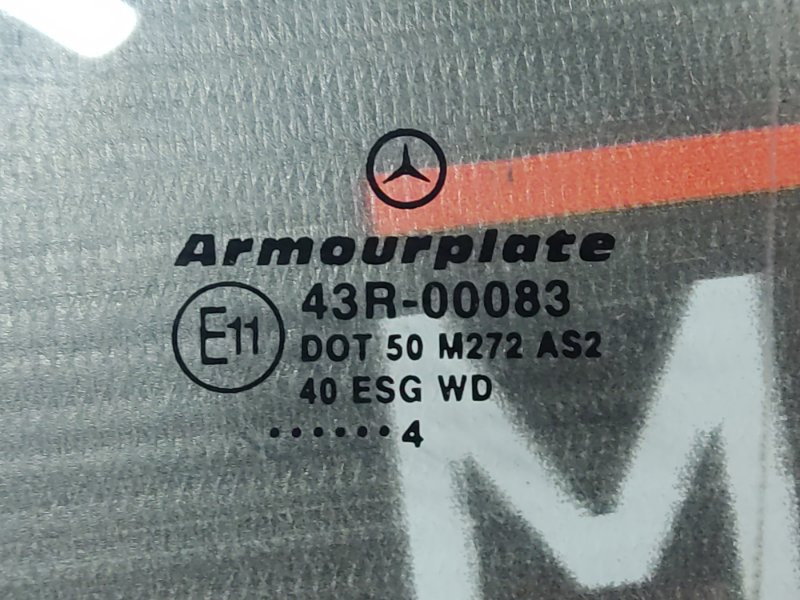 Armourplate
E11
43R-00083
DOT 50 M272 AS2
40 ESG WD
......4
M